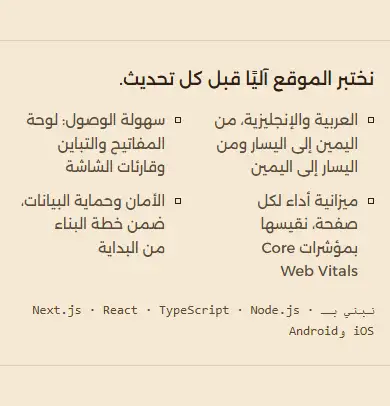 نختبر الموقع آليًا قبل كل تحديث.
العربية والإنجليزية، من
اليمين إلى اليسار ومن
اليسار إلى اليمين
سهولة الوصول: لوحة
المفاتيح والتباين
وقارئات الشاشة
ميزانية أداء لكل
صفحة، نقيسها
بمؤشرات Core
Web Vitals
الأمان وحماية البيانات،
ضمن خطة البناء
من البداية
نبني بـ · Next.js · React · TypeScript · Node.js
iOS وAndroid